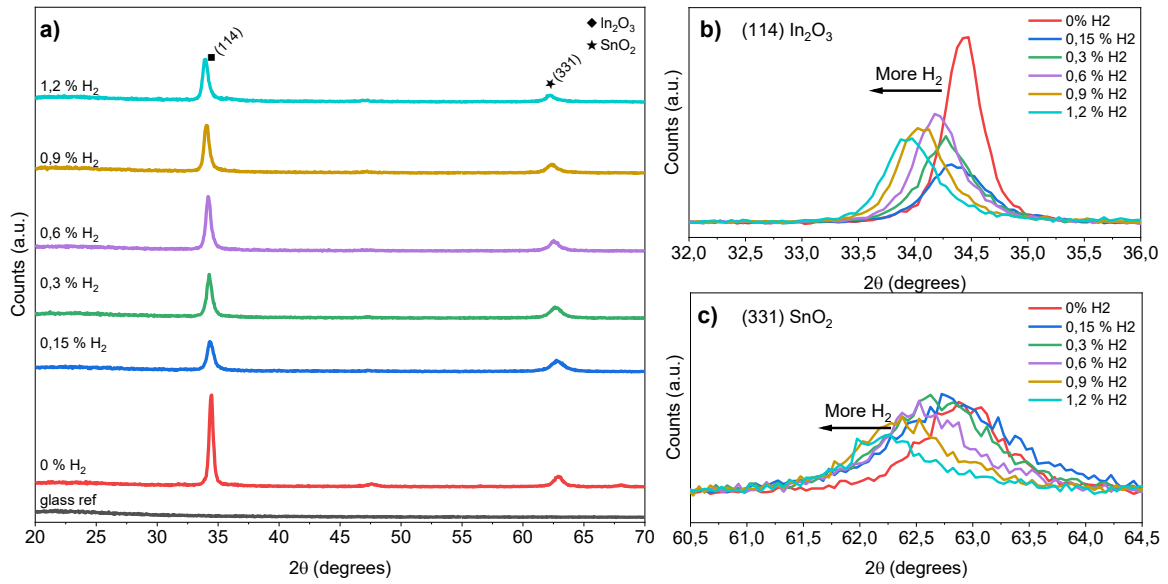 a)
◆ In₂O₃
★ SnO₂
■ (114)
★ (331)
1,2 % H₂
0,9 % H₂
0,6 % H₂
0,3 % H₂
0,15 % H₂
0 % H₂
glass ref
Counts (a.u.)
20 25 30 35 40 45 50 55 60 65 70
2θ (degrees)
b) (114) In₂O₃
More H₂
0% H2
0,15 % H2
0,3 % H2
0,6 % H2
0,9 % H2
1,2 % H2
Counts (a.u.)
32,0 32,5 33,0 33,5 34,0 34,5 35,0 35,5 36,0
2θ (degrees)
c) (331) SnO₂
More H₂
0% H2
0,15 % H2
0,3 % H2
0,6 % H2
0,9 % H2
1,2 % H2
Counts (a.u.)
60,5 61,0 61,5 62,0 62,5 63,0 63,5 64,0 64,5
2θ (degrees)